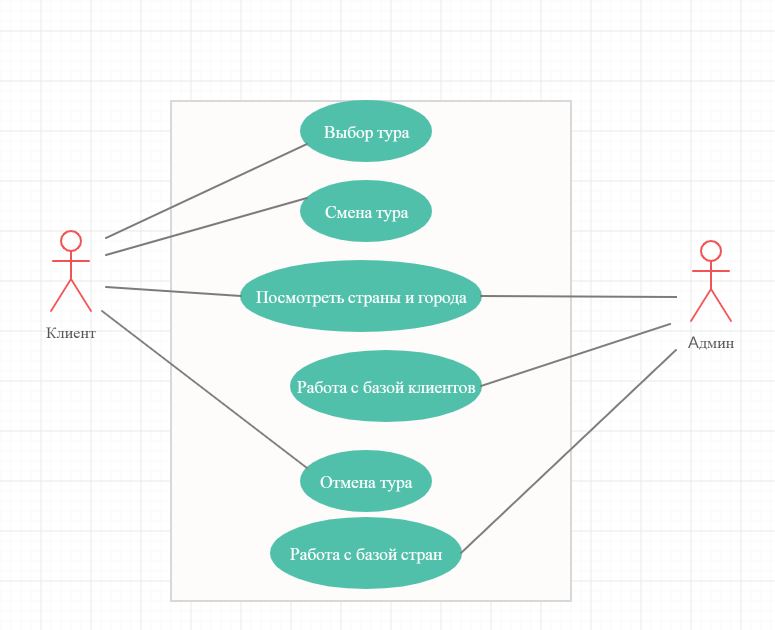 Выбор тура
Смена тура
Посмотреть страны и города
Клиент
Админ
Работа с базой клиентов
Отмена тура
Работа с базой стран